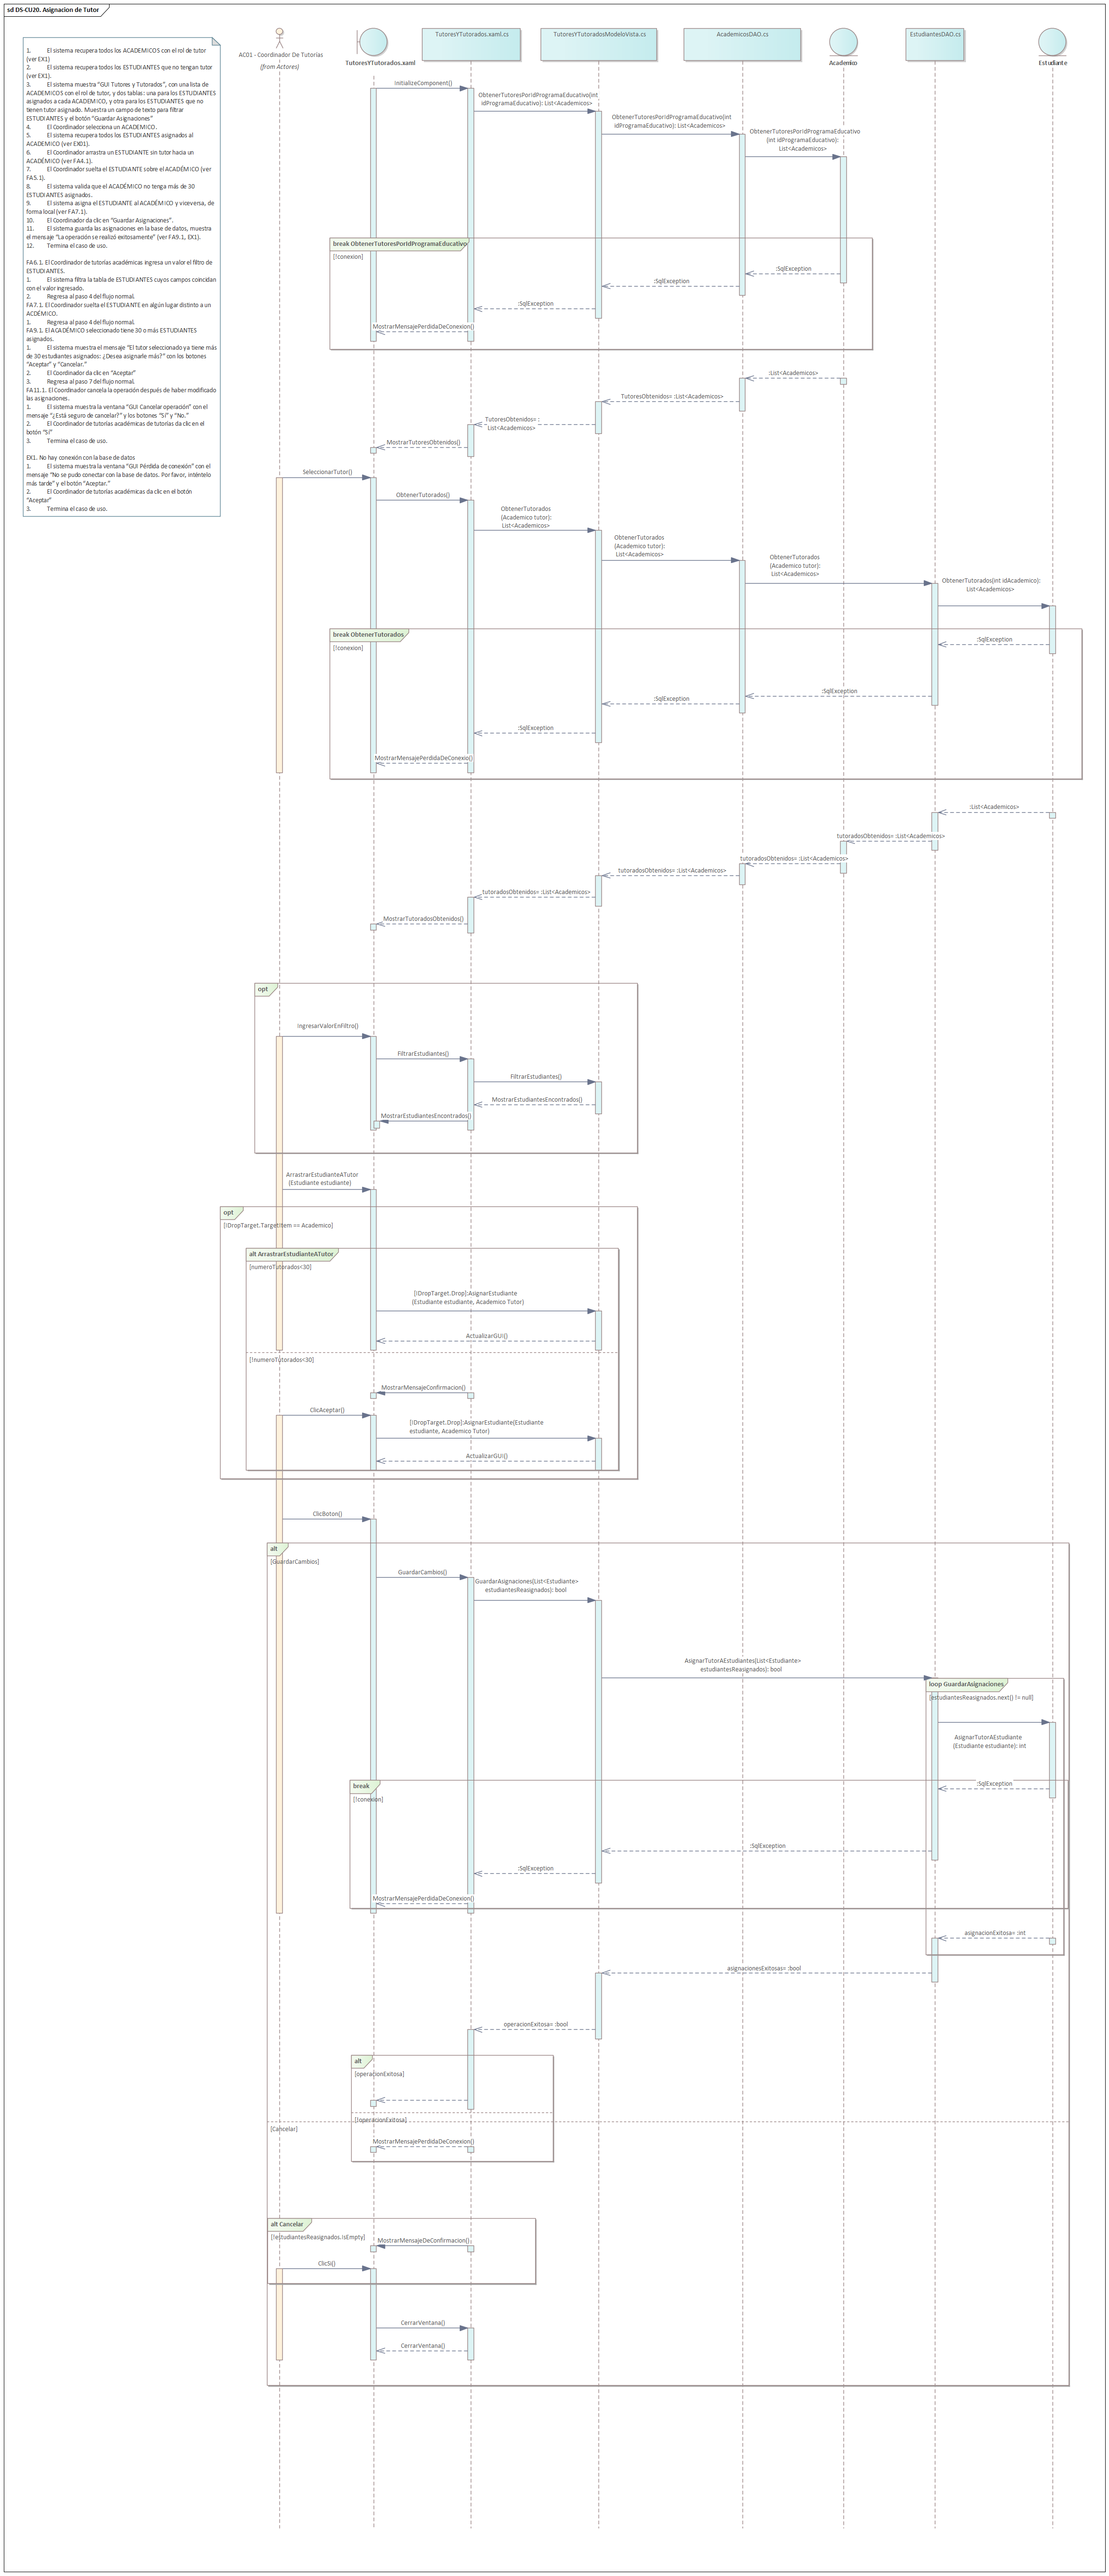 sd DS-CU20. Asignacion de Tutor
1. El sistema recupera todos los ACADEMICOS con el rol de tutor
(ver EX1)
2. El sistema recupera todos los ESTUDIANTES que no tengan tutor
(ver EX1).
3. El sistema muestra "GUI Tutores y Tutorados", con una lista de
ACADEMICOS con el rol de tutor, y dos tablas: una para los ESTUDIANTES
asignados a cada ACADEMICO, y otra para los ESTUDIANTES que no
tienen tutor asignado. Muestra un campo de texto para filtrar
ESTUDIANTES y el botón "Guardar Asignaciones"
4. El Coordinador selecciona un ACADEMICO.
5. El sistema recupera todos los ESTUDIANTES asignados al
ACADEMICO (ver EX01).
6. El Coordinador arrastra un ESTUDIANTE sin tutor hacia un
ACADÉMICO (ver FA4.1).
7. El Coordinador suelta el ESTUDIANTE sobre el ACADÉMICO (ver
FA5.1).
8. El sistema valida que el ACADÉMICO no tenga más de 30
ESTUDIANTES asignados.
9. El sistema asigna el ESTUDIANTE al ACADÉMICO y viceversa, de
forma local (ver FA7.1).
10. El Coordinador da clic en "Guardar Asignaciones".
11. El sistema guarda las asignaciones en la base de datos, muestra
el mensaje "La operación se realizó exitosamente" (ver FA9.1, EX1).
12. Termina el caso de uso.
FA6.1. El Coordinador de tutorías académicas ingresa un valor el filtro de
ESTUDIANTES.
1. El sistema filtra la tabla de ESTUDIANTES cuyos campos coincidan
con el valor ingresado.
2. Regresa al paso 4 del flujo normal.
FA7.1. El Coordinador suelta el ESTUDIANTE en algún lugar distinto a un
ACDÉMICO.
1. Regresa al paso 4 del flujo normal.
FA9.1. El ACADÉMICO seleccionado tiene 30 o más ESTUDIANTES
asignados.
1. El sistema muestra el mensaje "El tutor seleccionado ya tiene más
de 30 estudiantes asignados: ¿Desea asignarle más?" con los botones
"Aceptar" y "Cancelar."
2. El Coordinador da clic en "Aceptar"
3. Regresa al paso 7 del flujo normal.
FA11.1. El Coordinador cancela la operación después de haber modificado
las asignaciones.
1. El sistema muestra la ventana "GUI Cancelar operación" con el
mensaje "¿Está seguro de cancelar?" y los botones "Sí" y "No."
2. El Coordinador de tutorías académicas de tutorías da clic en el
botón "Sí"
3. Termina el caso de uso.
EX1. No hay conexión con la base de datos
1. El sistema muestra la ventana "GUI Pérdida de conexión" con el
mensaje "No se pudo conectar con la base de datos. Por favor, inténtelo
más tarde" y el botón "Aceptar."
2. El Coordinador de tutorías académicas da clic en el botón
"Aceptar"
3. Termina el caso de uso.
AC01 - Coordinador De Tutorías
(from Actores)
TutoresYTutorados.xaml
TutoresYTutorados.xaml.cs
TutoresYTutoradosModeloVista.cs
AcademicosDAO.cs
Academico
EstudiantesDAO.cs
Estudiante
InitializeComponent()
ObtenerTutoresPorIdProgramaEducativo(int
idProgramaEducativo): List<Academicos>
ObtenerTutoresPorIdProgramaEducativo(int
idProgramaEducativo): List<Academicos>
ObtenerTutoresPorIdProgramaEducativo
(int idProgramaEducativo):
List<Academicos>
break ObtenerTutoresPorIdProgramaEducativo
[!conexion]
:SqlException
:SqlException
:SqlException
MostrarMensajePerdidaDeConexion()
:List<Academicos>
TutoresObtenidos= :List<Academicos>
TutoresObtenidos= :
List<Academicos>
MostrarTutoresObtenidos()
SeleccionarTutor()
ObtenerTutorados()
ObtenerTutorados
(Academico tutor):
List<Academicos>
ObtenerTutorados
(Academico tutor):
List<Academicos>
ObtenerTutorados
(Academico tutor):
List<Academicos>
ObtenerTutorados(int idAcademico):
List<Academicos>
break ObtenerTutorados
[!conexion]
:SqlException
:SqlException
:SqlException
:SqlException
MostrarMensajePerdidaDeConexio()
:List<Academicos>
tutoradosObtenidos= :List<Academicos>
tutoradosObtenidos= :List<Academicos>
tutoradosObtenidos= :List<Academicos>
tutoradosObtenidos= :List<Academicos>
MostrarTutoradosObtenidos()
opt
IngresarValorEnFiltro()
FiltrarEstudiantes()
FiltrarEstudiantes()
MostrarEstudiantesEncontrados()
MostrarEstudiantesEncontrados()
ArrastrarEstudianteATutor
(Estudiante estudiante)
opt
[!DropTarget.TargetItem == Academico]
alt ArrastrarEstudianteATutor
[numeroTutorados<30]
[!DropTarget.Drop]:AsignarEstudiante
(Estudiante estudiante, Academico Tutor)
ActualizarGUI()
[!numeroTutorados<30]
MostrarMensajeConfirmacion()
ClicAceptar()
[!DropTarget.Drop]:AsignarEstudiante(Estudiante
estudiante, Academico Tutor)
ActualizarGUI()
ClicBoton()
alt
[GuardarCambios]
GuardarCambios()
GuardarAsignaciones(List<Estudiante>
estudiantesReasignados): bool
AsignarTutorAEstudiantes(List<Estudiante>
estudiantesReasignados): bool
loop GuardarAsignaciones
[estudiantesReasignados.next() != null]
AsignarTutorAEstudiante
(Estudiante estudiante): int
break
[!conexion]
:SqlException
:SqlException
:SqlException
MostrarMensajePerdidaDeConexion()
asignacionExitosa= :int
asignacionesExitosas= :bool
operacionExitosa= :bool
alt
[operacionExitosa]
[!operacionExitosa]
[Cancelar]
MostrarMensajePerdidaDeConexion()
alt Cancelar
[!estudiantesReasignados.isEmpty]
MostrarMensajeDeConfirmacion()
ClicSi()
CerrarVentana()
CerrarVentana()